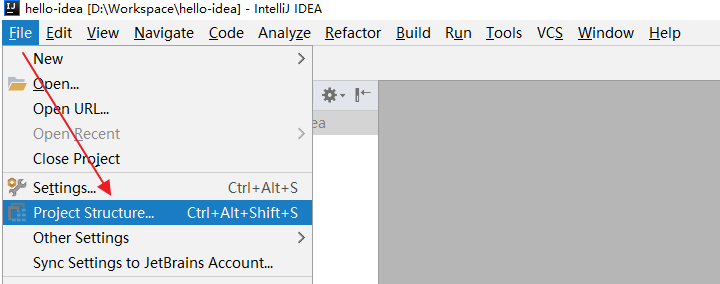 IJ hello-idea [D:\Workspace\hello-idea] - IntelliJ IDEA
File Edit View Navigate Code Analyze Refactor Build Run Tools VCS Window Help
New
Open...
Open URL...
ea
Open Recent
Close Project
Settings... Ctrl+Alt+S
Project Structure... Ctrl+Alt+Shift+S
Other Settings
Sync Settings to JetBrains Account...